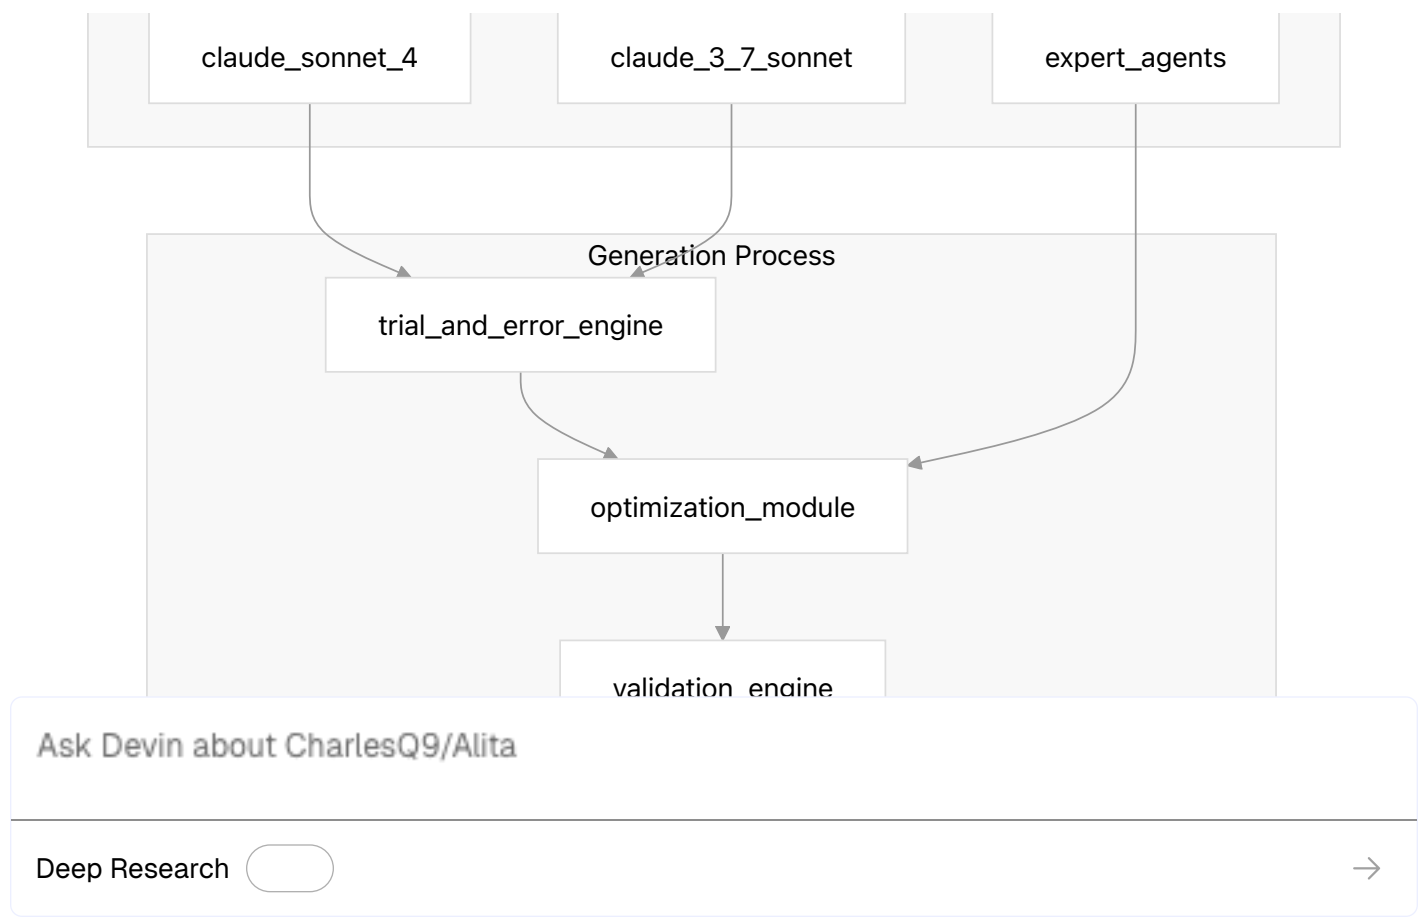 claude_sonnet_4
claude_3_7_sonnet
expert_agents
Generation Process
trial_and_error_engine
optimization_module
validation_engine
Ask Devin about CharlesQ9/Alita
Deep Research